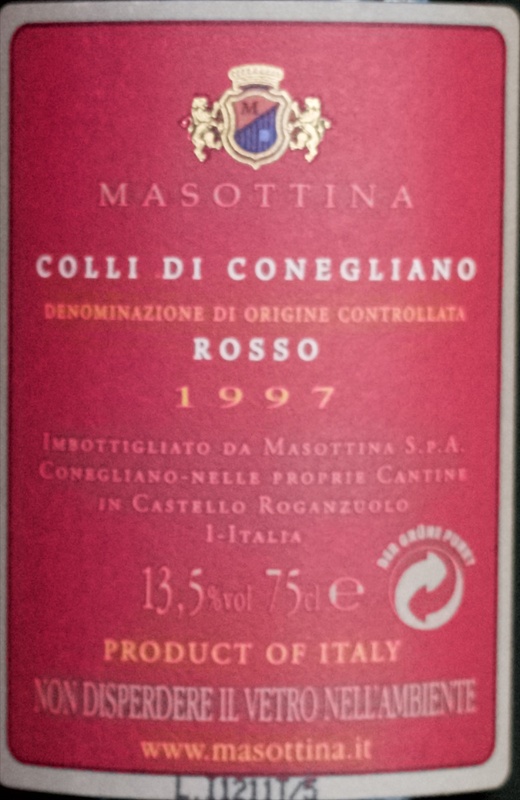 M
MASOTTINA
COLLI DI CONEGLIANO
DENOMINAZIONE DI ORIGINE CONTROLLATA
ROSSO
1997
IMBOTTIGLIATO DA MASOTTINA S.P.A.
CONEGLIANO-NELLE PROPRIE CANTINE
IN CASTELLO ROGANZUOLO
I-ITALIA
DER GRÜNE PUNKT
13,5%vol 75cl e
PRODUCT OF ITALY
NON DISPERDERE IL VETRO NELL'AMBIENTE
www.masottina.it